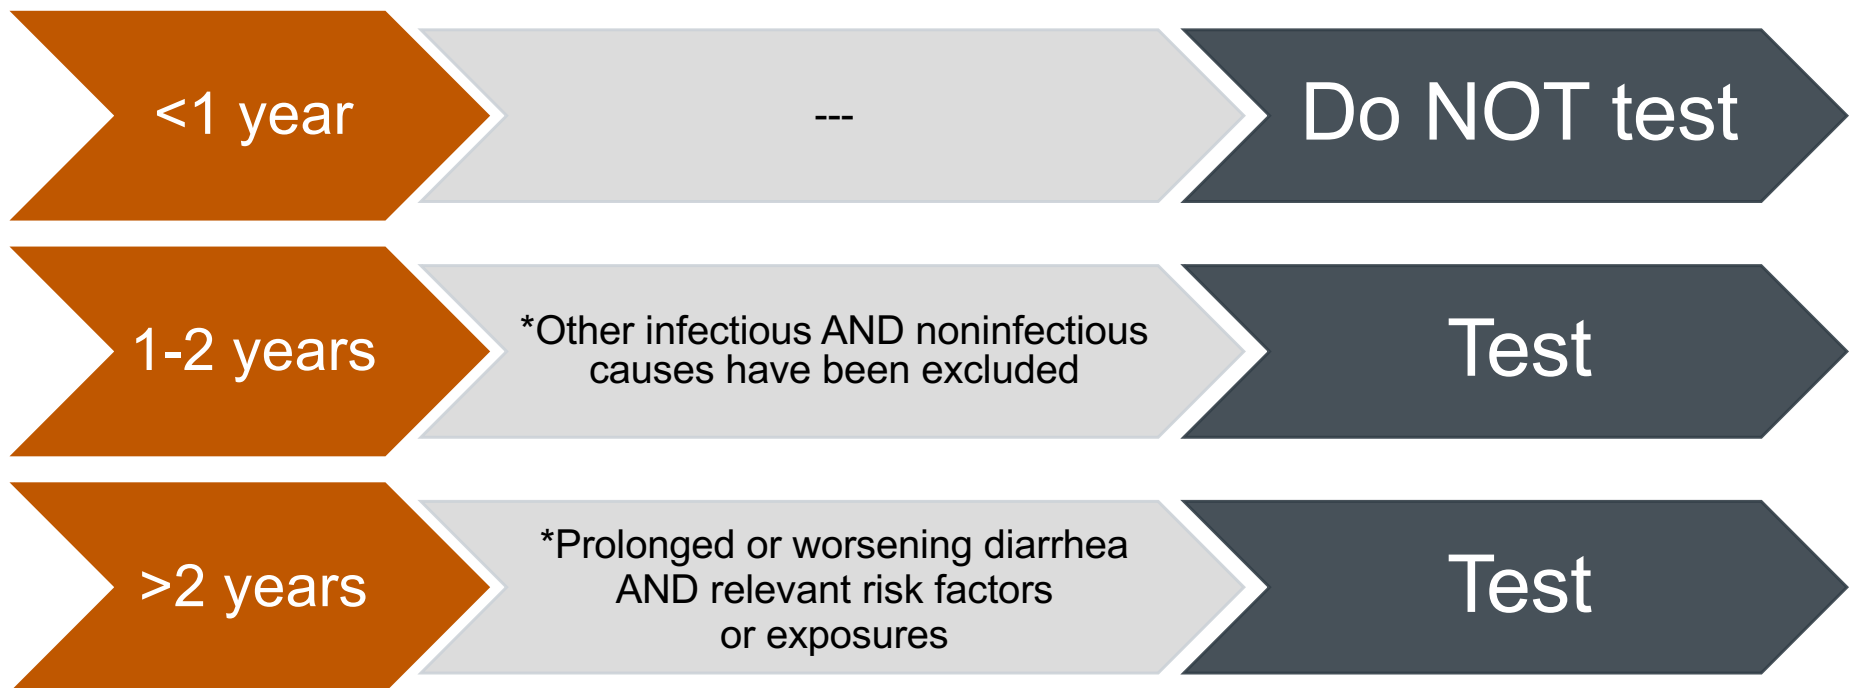 <1 year
---
Do NOT test
1-2 years
*Other infectious AND noninfectious
causes have been excluded
Test
>2 years
*Prolonged or worsening diarrhea
AND relevant risk factors
or exposures
Test